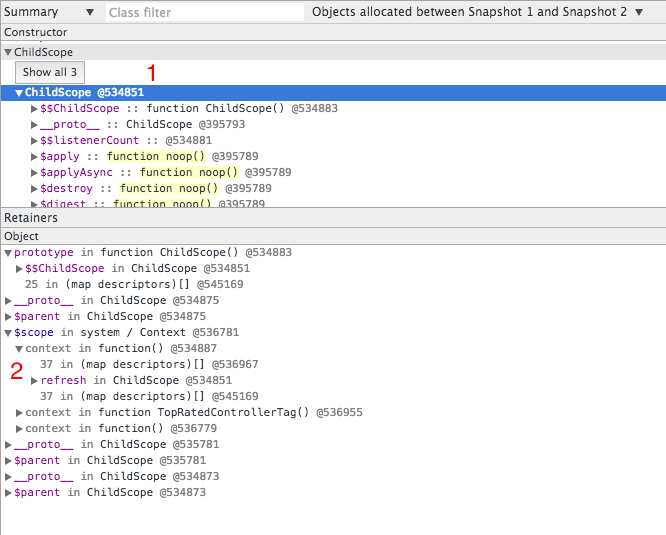 Summary ▼ Class filter Objects allocated between Snapshot 1 and Snapshot 2 ▼
Constructor
▼ChildScope
Show all 3 1
▼ChildScope @534851
▶$$ChildScope :: function ChildScope() @534883
▶__proto__ :: ChildScope @395793
▶$$listenerCount :: @534881
▶$apply :: function noop() @395789
▶$applyAsync :: function noop() @395789
▶$destroy :: function noop() @395789
▶$digest :: function noop() @395789
Retainers
Object
▼prototype in function ChildScope() @534883
▶$$ChildScope in ChildScope @534851
25 in (map descriptors)[] @545169
▶__proto__ in ChildScope @534875
▶$parent in ChildScope @534875
▼$scope in system / Context @536781
▼context in function() @534887
2 37 in (map descriptors)[] @536967
▶refresh in ChildScope @534851
37 in (map descriptors)[] @545169
▶context in function TopRatedControllerTag() @536955
▶context in function() @536779
▶__proto__ in ChildScope @535781
▶$parent in ChildScope @535781
▶__proto__ in ChildScope @534873
▶$parent in ChildScope @534873